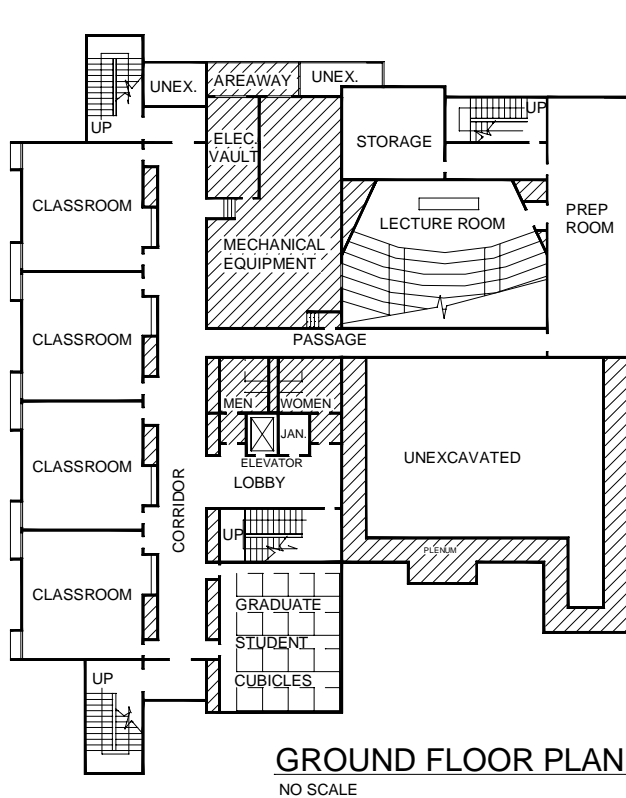 UNEX.
AREAWAY
UNEX.
UP
UP
ELEC.
VAULT
STORAGE
CLASSROOM
LECTURE ROOM
PREP
ROOM
MECHANICAL
EQUIPMENT
CLASSROOM
PASSAGE
MEN
WOMEN
JAN.
ELEVATOR
CLASSROOM
UNEXCAVATED
LOBBY
CORRIDOR
UP
PLENUM
CLASSROOM
GRADUATE
STUDENT
CUBICLES
UP
GROUND FLOOR PLAN
NO SCALE